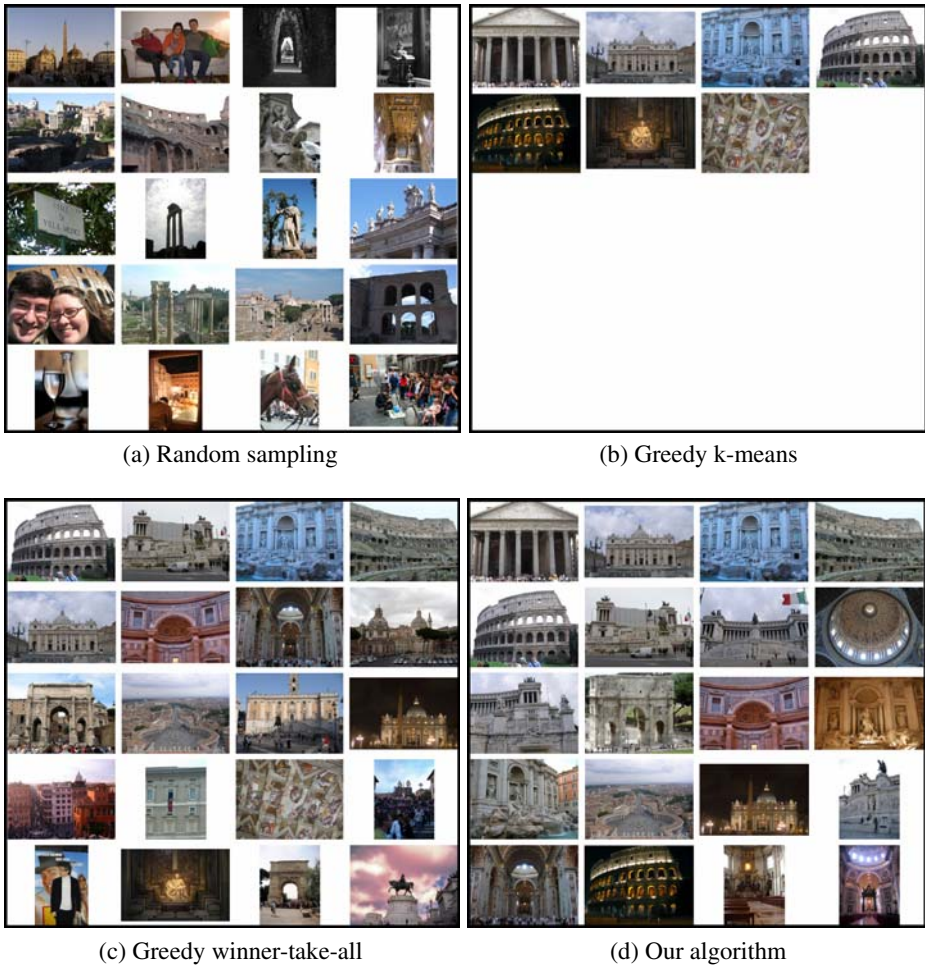 (a) Random sampling
(b) Greedy k-means
(c) Greedy winner-take-all
(d) Our algorithm